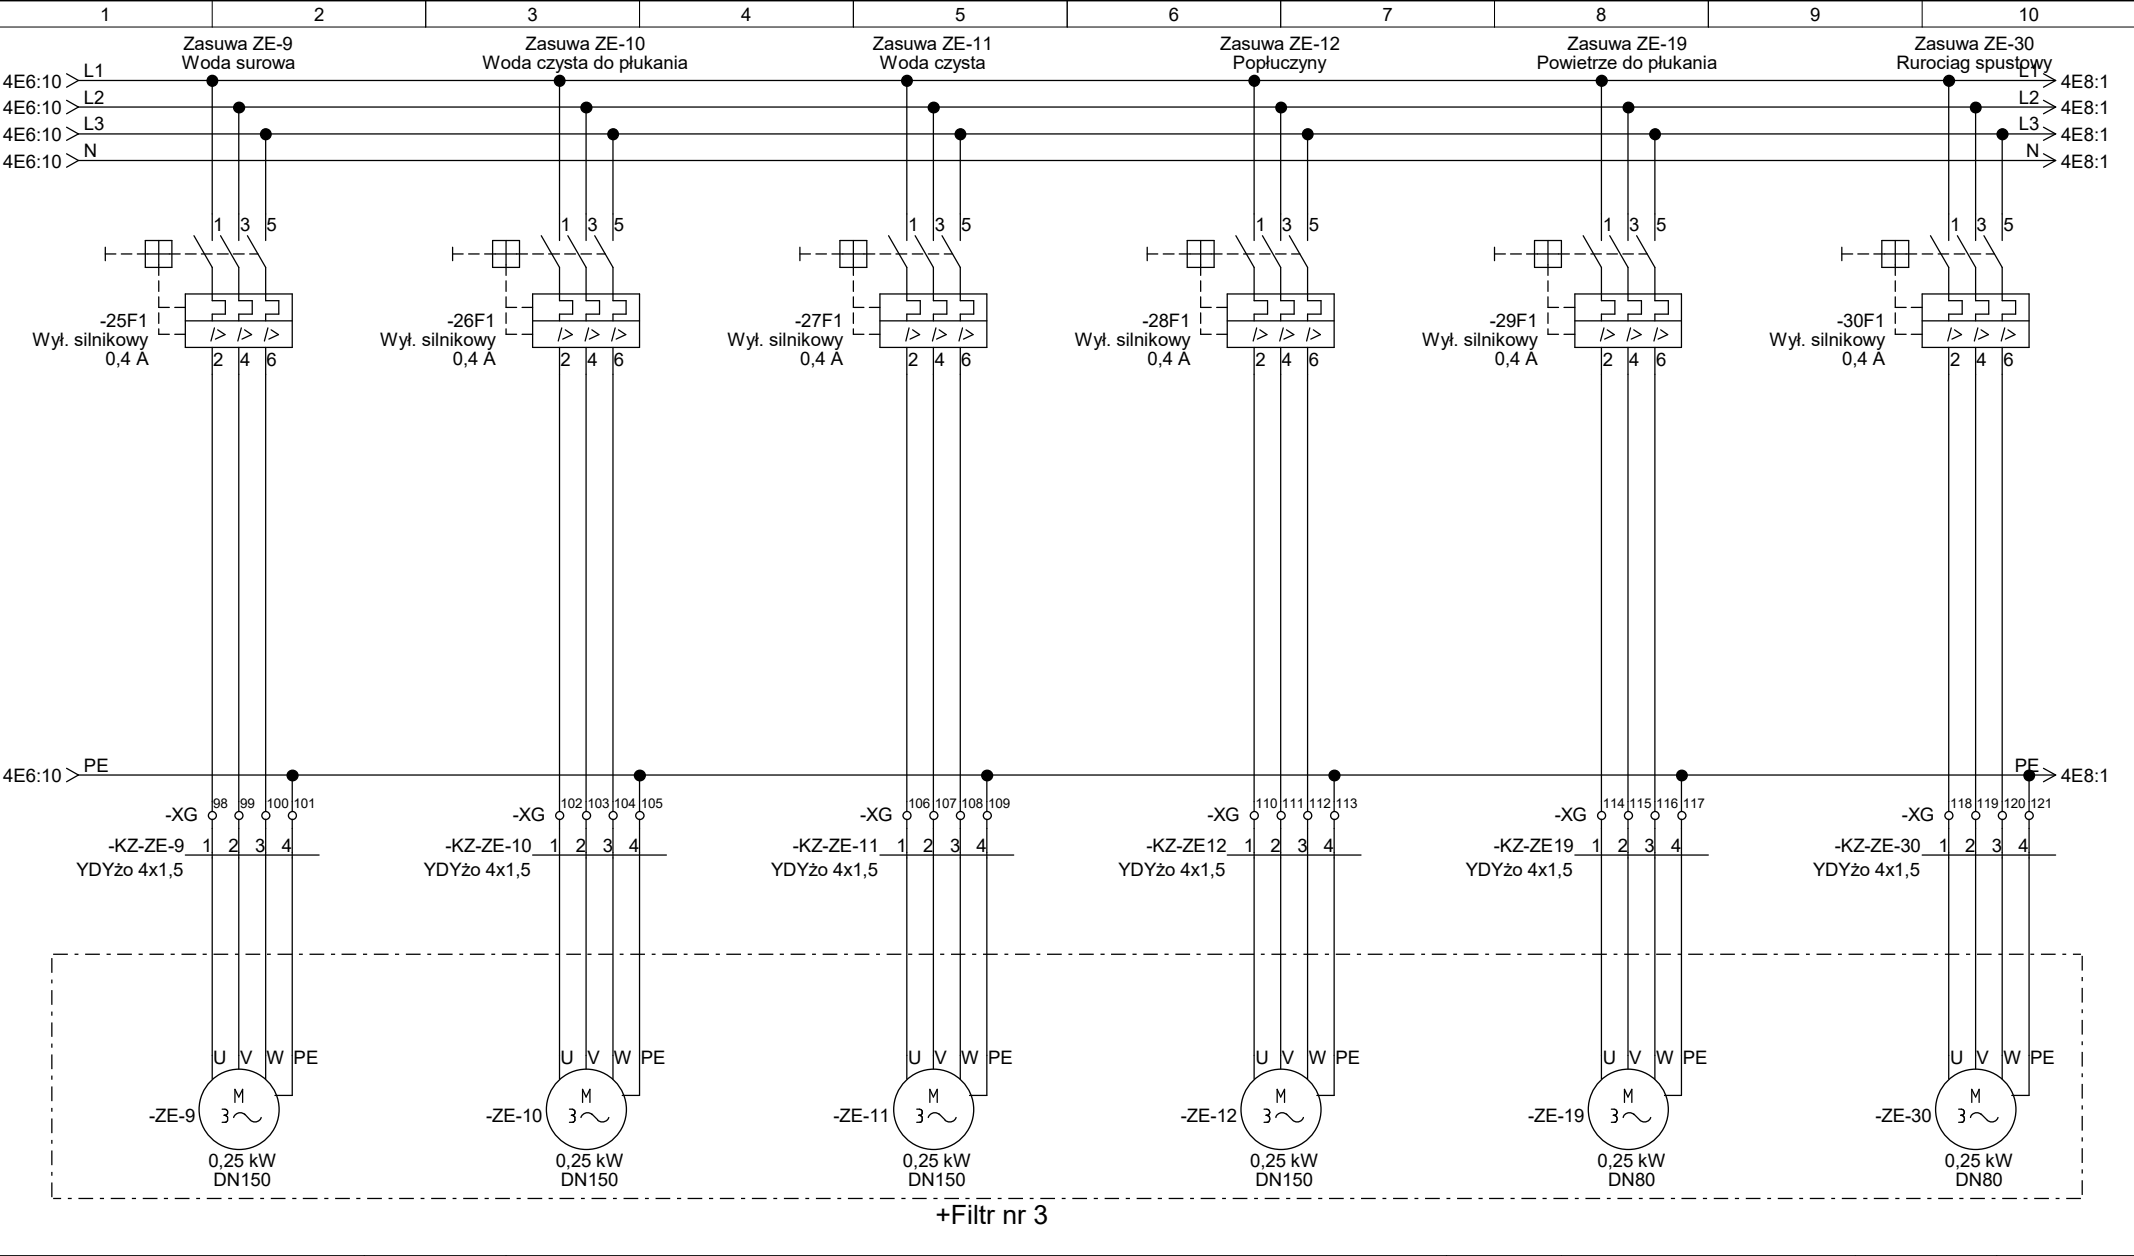 1 2 3 4 5 6 7 8 9 10
Zasuwa ZE-9 Zasuwa ZE-10 Zasuwa ZE-11 Zasuwa ZE-12 Zasuwa ZE-19 Zasuwa ZE-30
Woda surowa Woda czysta do płukania Woda czysta Popłuczyny Powietrze do płukania Rurociag spustowy
4E6:10 L1 L1 4E8:1
4E6:10 L2 L2 4E8:1
4E6:10 L3 L3 4E8:1
4E6:10 N N 4E8:1
1 3 5 1 3 5 1 3 5 1 3 5 1 3 5 1 3 5
-25F1 -26F1 -27F1 -28F1 -29F1 -30F1
I> I> I> I> I> I> I> I> I> I> I> I> I> I> I> I> I> I>
Wył. silnikowy Wył. silnikowy Wył. silnikowy Wył. silnikowy Wył. silnikowy Wył. silnikowy
0,4 A 2 4 6 0,4 A 2 4 6 0,4 A 2 4 6 0,4 A 2 4 6 0,4 A 2 4 6 0,4 A 2 4 6
4E6:10 PE PE 4E8:1
98 99 100 101 102 103 104 105 106 107 108 109 110 111 112 113 114 115 116 117 118 119 120 121
-XG -XG -XG -XG -XG -XG
-KZ-ZE-9 1 2 3 4 -KZ-ZE-10 1 2 3 4 -KZ-ZE-11 1 2 3 4 -KZ-ZE12 1 2 3 4 -KZ-ZE19 1 2 3 4 -KZ-ZE-30 1 2 3 4
YDYżo 4x1,5 YDYżo 4x1,5 YDYżo 4x1,5 YDYżo 4x1,5 YDYżo 4x1,5 YDYżo 4x1,5
U V W PE U V W PE U V W PE U V W PE U V W PE U V W PE
M M M M M M
-ZE-9 3~ -ZE-10 3~ -ZE-11 3~ -ZE-12 3~ -ZE-19 3~ -ZE-30 3~
0,25 kW 0,25 kW 0,25 kW 0,25 kW 0,25 kW 0,25 kW
DN150 DN150 DN150 DN150 DN80 DN80
+Filtr nr 3